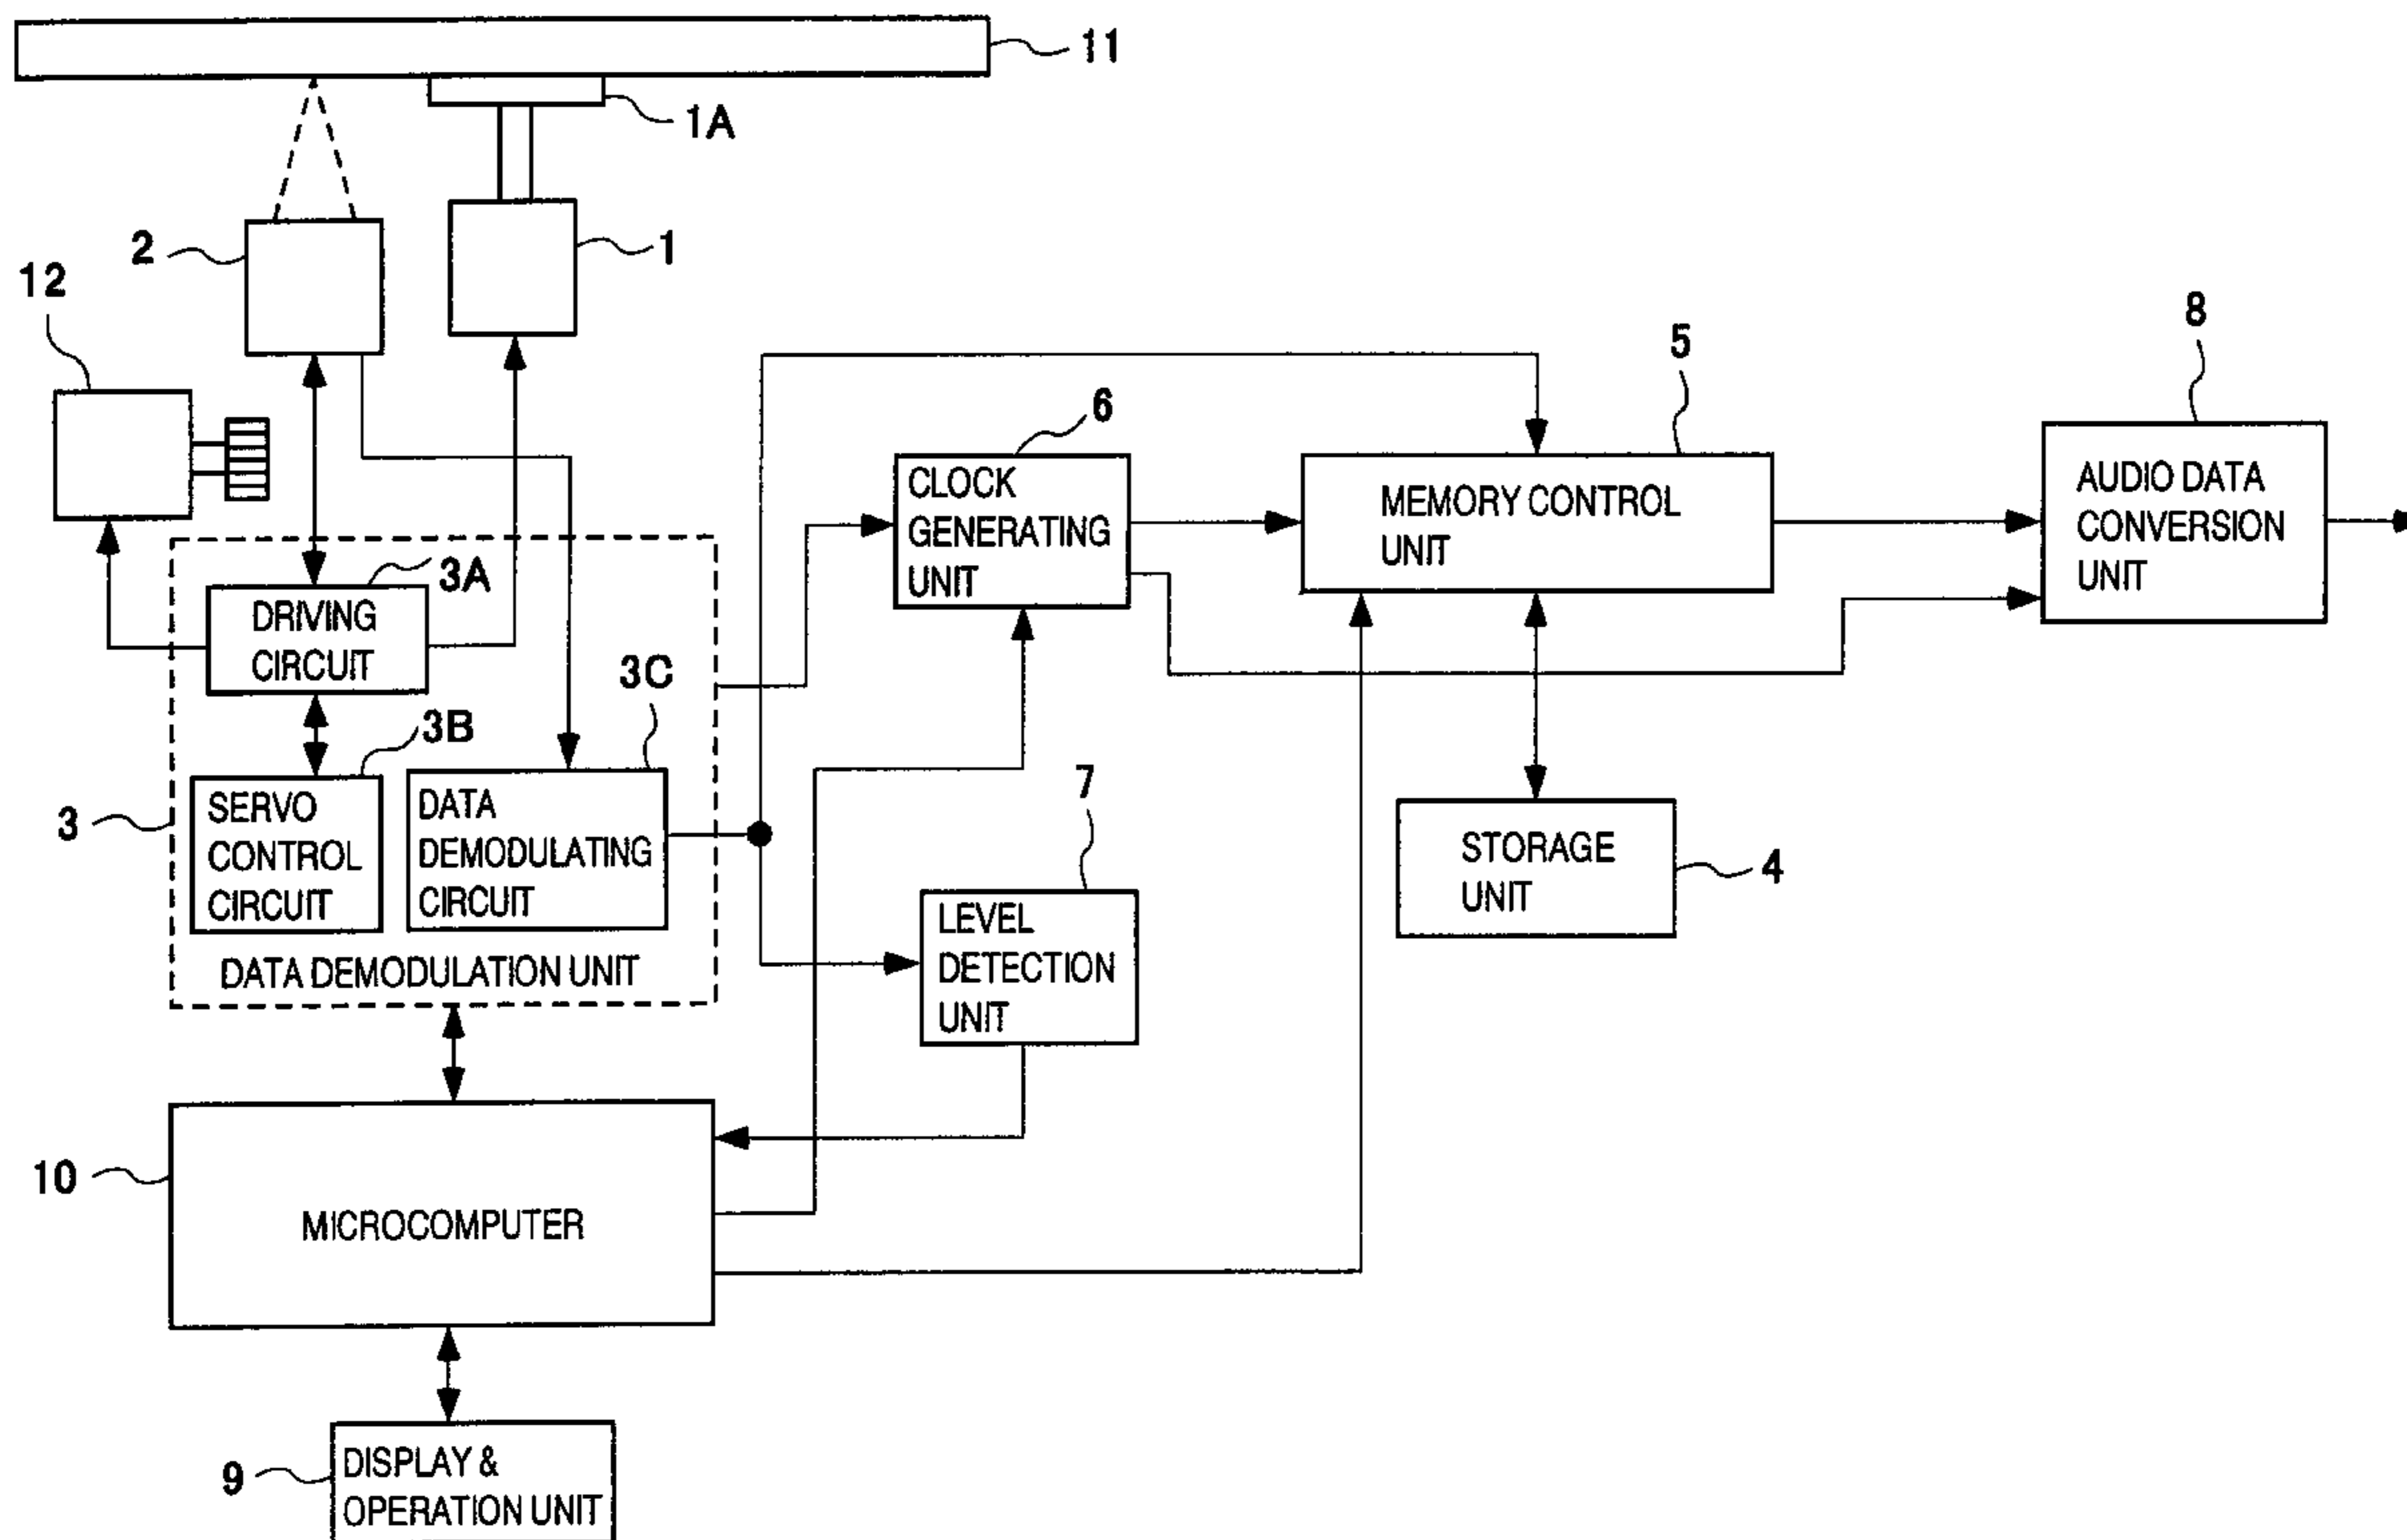 11
1A
2
1
12
8
5
6
CLOCK
GENERATING
UNIT
MEMORY CONTROL
UNIT
AUDIO DATA
CONVERSION
UNIT
3A
DRIVING
CIRCUIT
3C
3B
7
3
SERVO
CONTROL
CIRCUIT
DATA
DEMODULATING
CIRCUIT
STORAGE
UNIT
4
LEVEL
DETECTION
UNIT
DATA DEMODULATION UNIT
10
MICROCOMPUTER
9
DISPLAY &
OPERATION UNIT